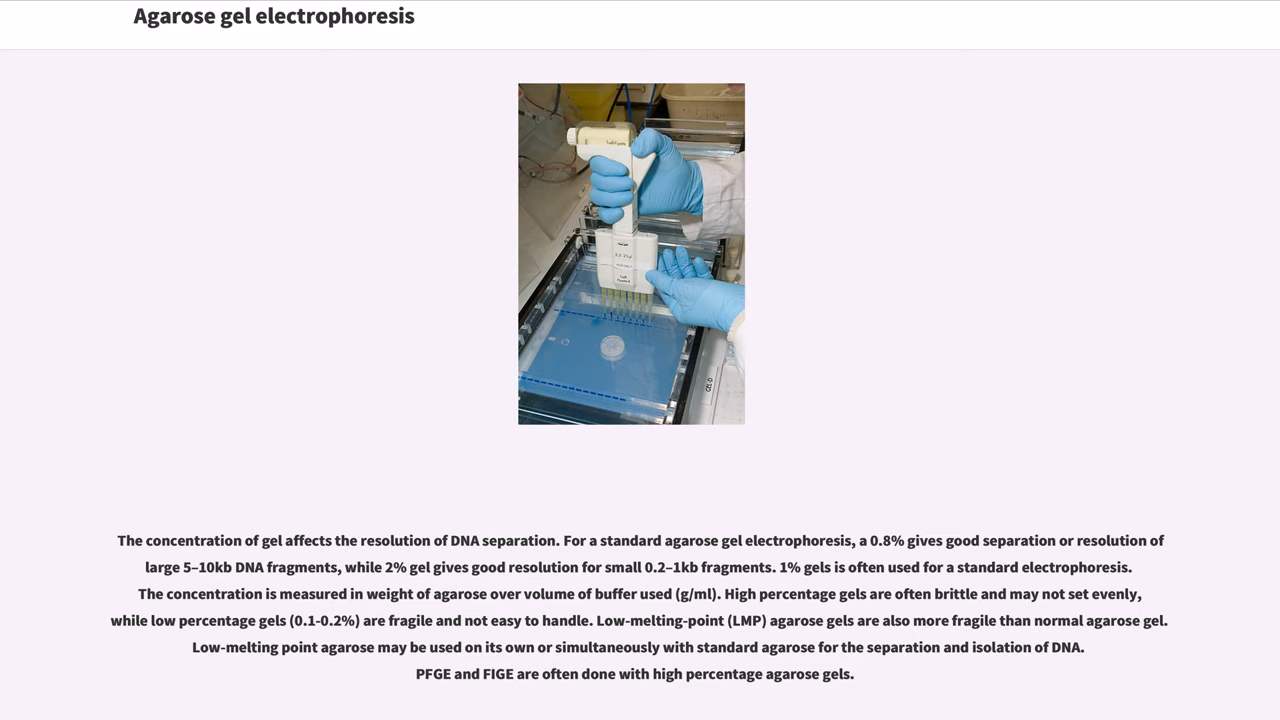 Agarose gel electrophoresis
GEL-D
The concentration of gel affects the resolution of DNA separation. For a standard agarose gel electrophoresis, a 0.8% gives good separation or resolution of
large 5–10kb DNA fragments, while 2% gel gives good resolution for small 0.2–1kb fragments. 1% gels is often used for a standard electrophoresis.
The concentration is measured in weight of agarose over volume of buffer used (g/ml). High percentage gels are often brittle and may not set evenly,
while low percentage gels (0.1-0.2%) are fragile and not easy to handle. Low-melting-point (LMP) agarose gels are also more fragile than normal agarose gel.
Low-melting point agarose may be used on its own or simultaneously with standard agarose for the separation and isolation of DNA.
PFGE and FIGE are often done with high percentage agarose gels.